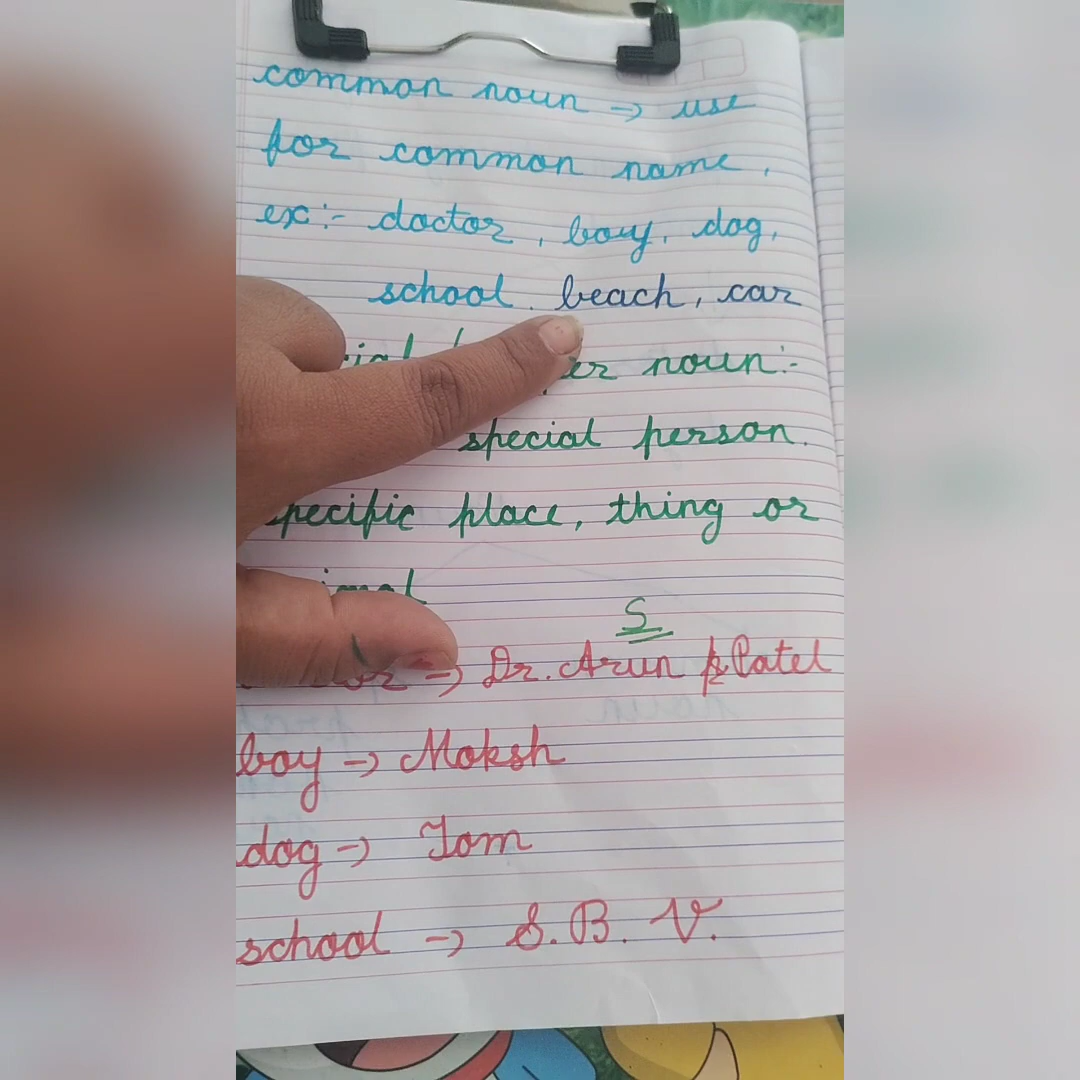 common noun → use
for common name,
ex:- doctor, boy, dog,
school. beach, car
noun:-
special person.
specific place, thing or
S
→ Dr. Arun Patel
boy → Moksh
dog → Tom
school → S. B. V.